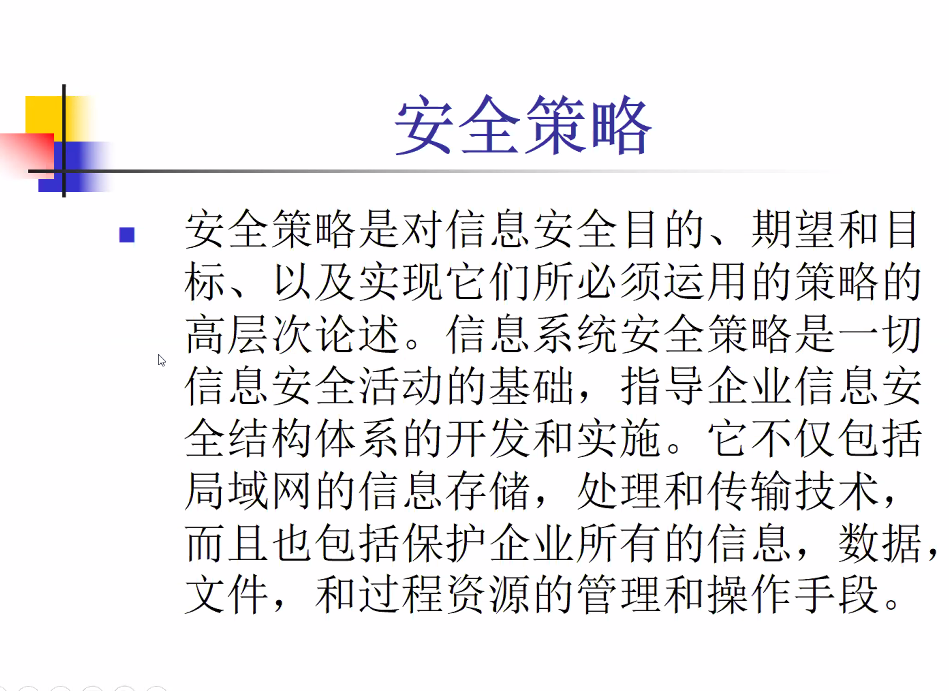 安全策略
安全策略是对信息安全目的、期望和目
标、以及实现它们所必须运用的策略的
高层次论述。信息系统安全策略是一切
信息安全活动的基础，指导企业信息安
全结构体系的开发和实施。它不仅包括
局域网的信息存储，处理和传输技术，
而且也包括保护企业所有的信息，数据，
文件，和过程资源的管理和操作手段。